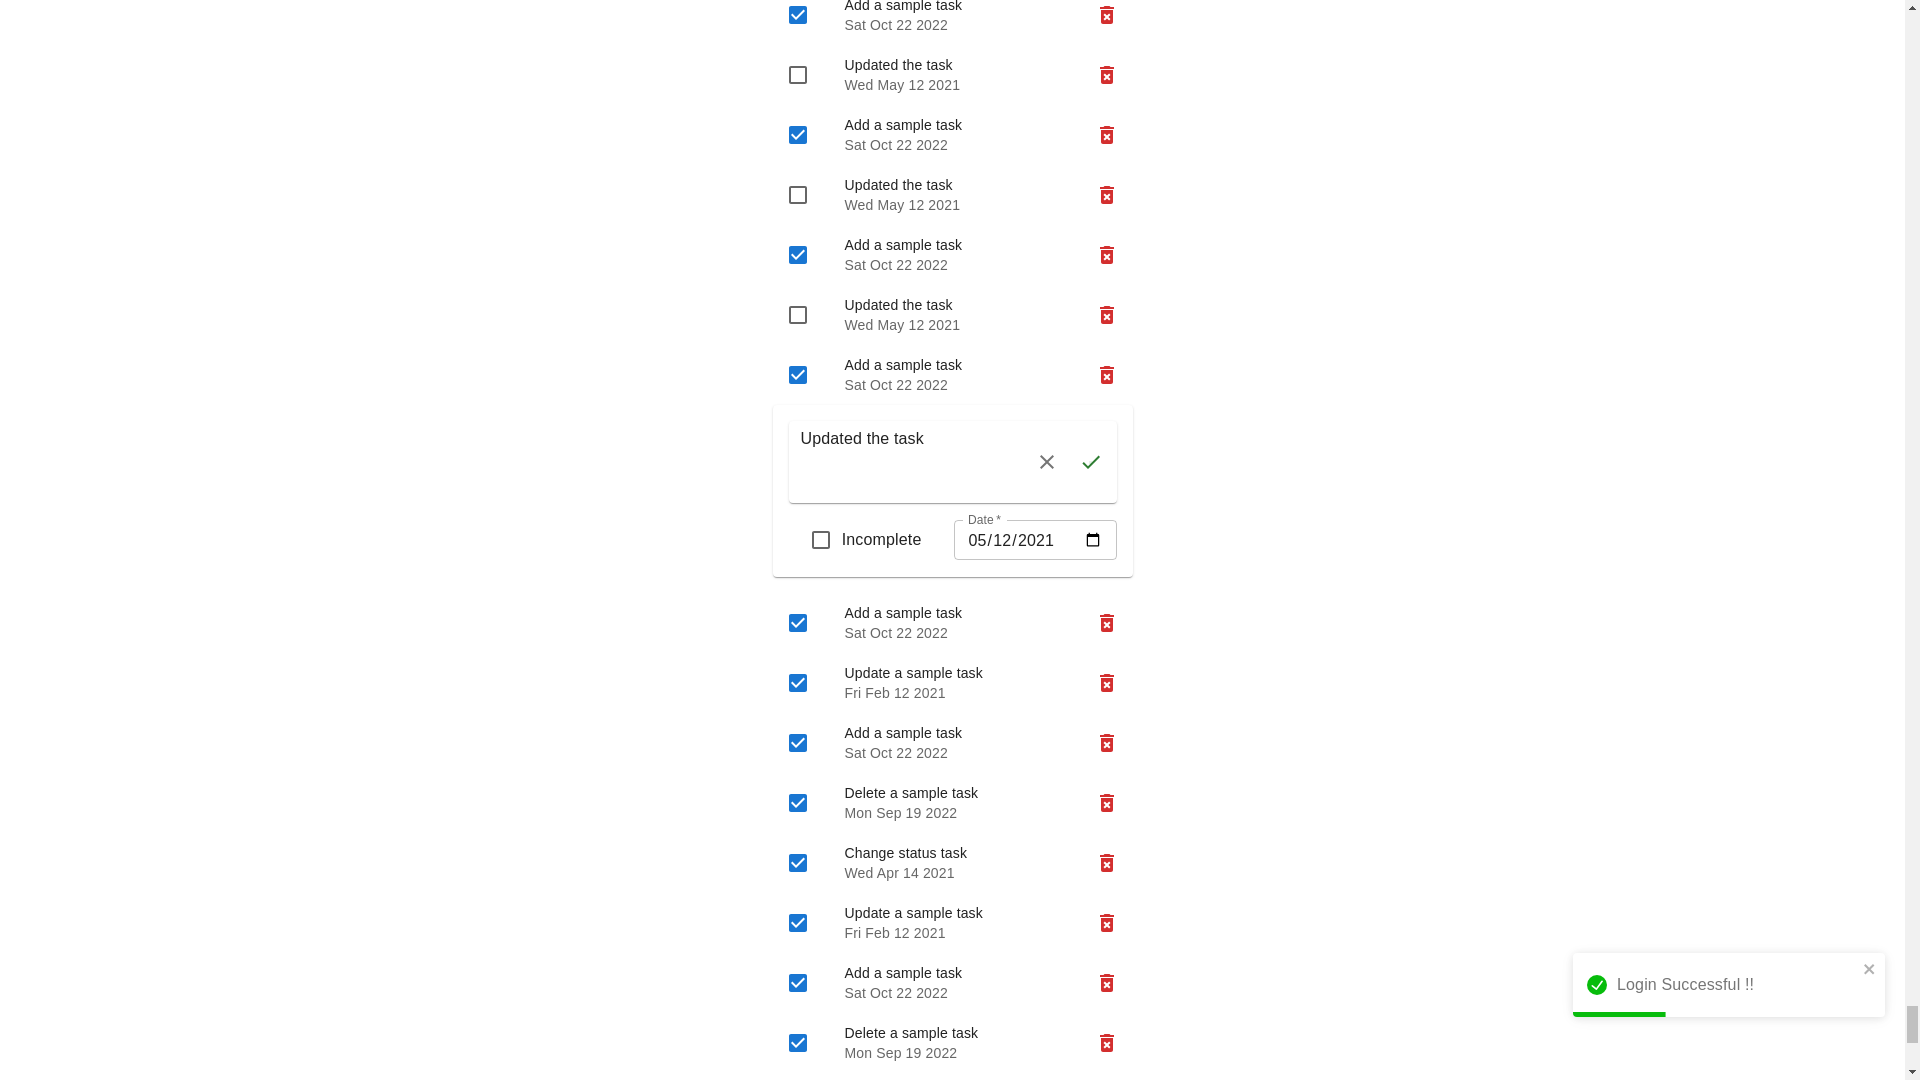 Add a sample task
Sat Oct 22 2022
Updated the task
Wed May 12 2021
Add a sample task
Sat Oct 22 2022
Updated the task
Wed May 12 2021
Add a sample task
Sat Oct 22 2022
Updated the task
Wed May 12 2021
Add a sample task
Sat Oct 22 2022
Updated the task
Date *
Incomplete
05/12/2021
Add a sample task
Sat Oct 22 2022
Update a sample task
Fri Feb 12 2021
Add a sample task
Sat Oct 22 2022
Delete a sample task
Mon Sep 19 2022
Change status task
Wed Apr 14 2021
Update a sample task
Fri Feb 12 2021
Add a sample task
Sat Oct 22 2022
Login Successful !!
Delete a sample task
Mon Sep 19 2022